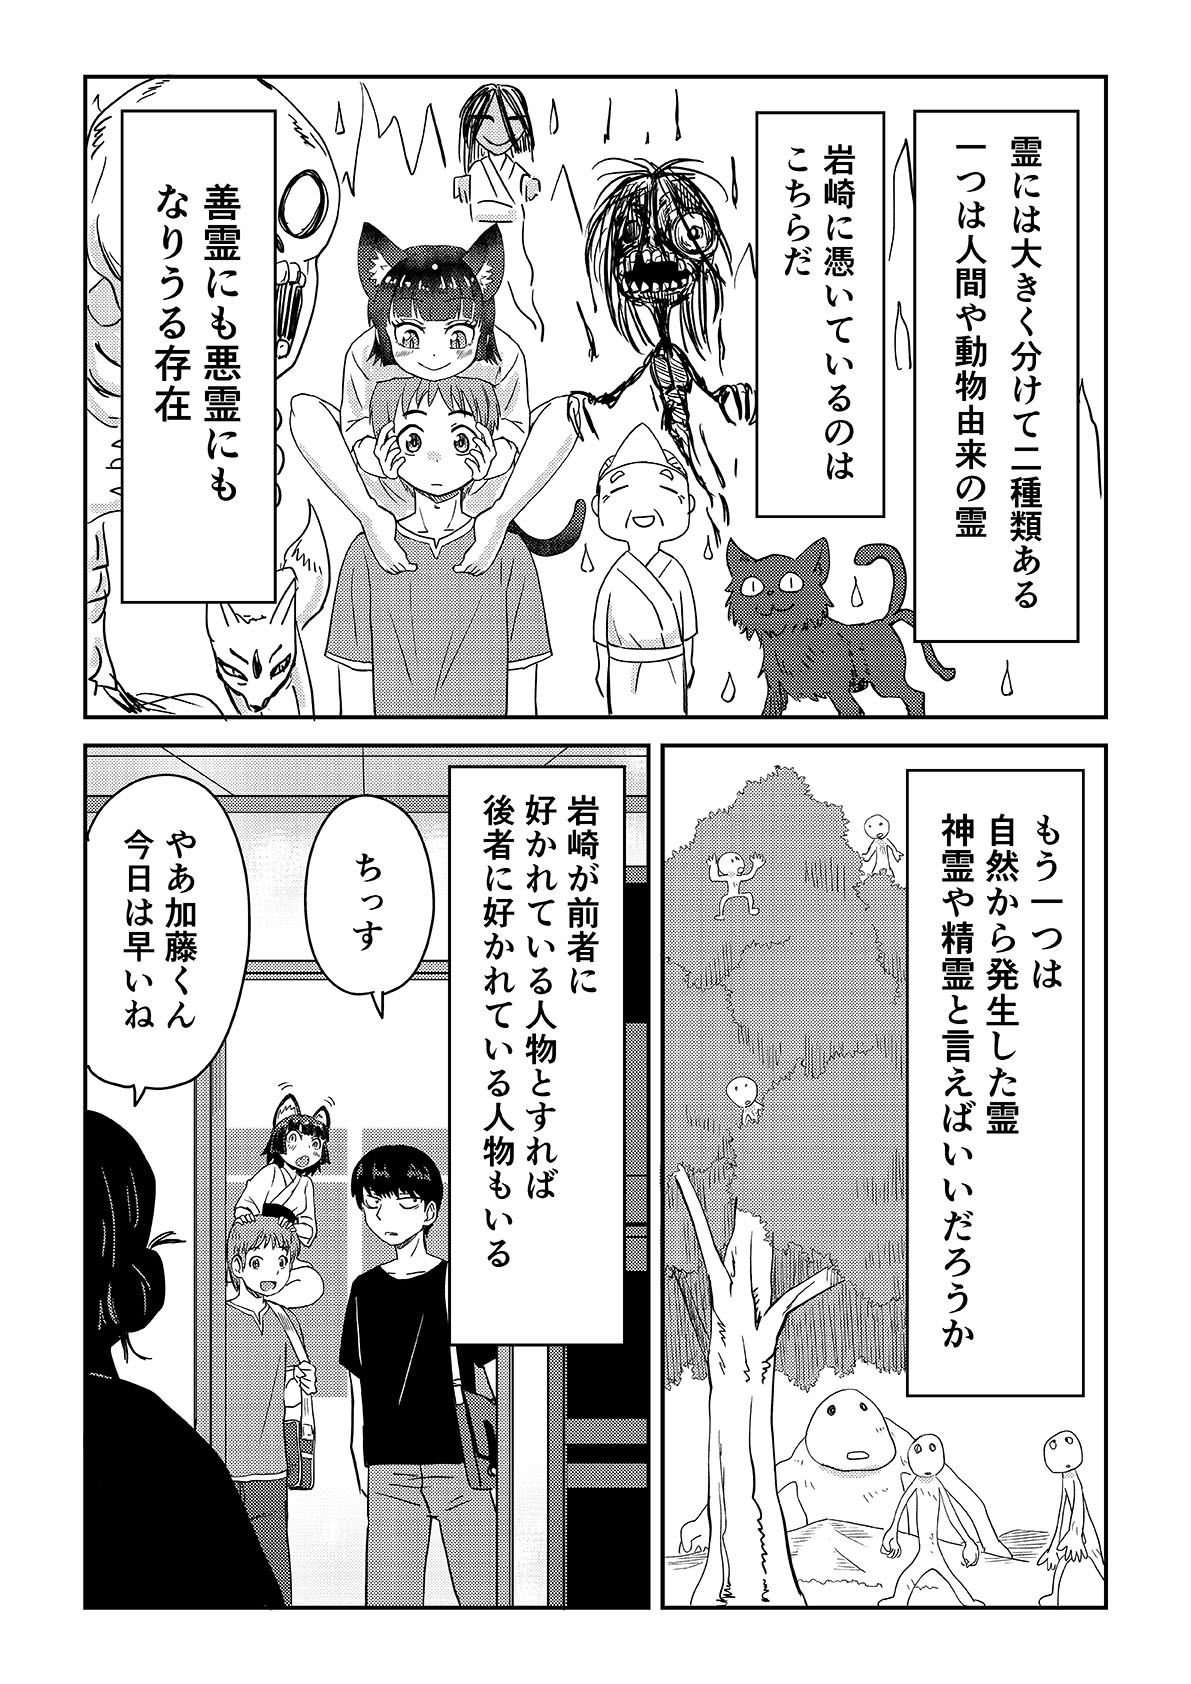 霊には大きく分けて二種類ある
一つは人間や動物由来の霊
岩崎に憑いているのは
こちらだ
善霊にも悪霊にも
なりうる存在
もう一つは
自然から発生した霊
神霊や精霊と言えばいいだろうか
岩崎が前者に
好かれている人物とすれば
後者に好かれている人物もいる
ちっす
やあ加藤くん
今日は早いね